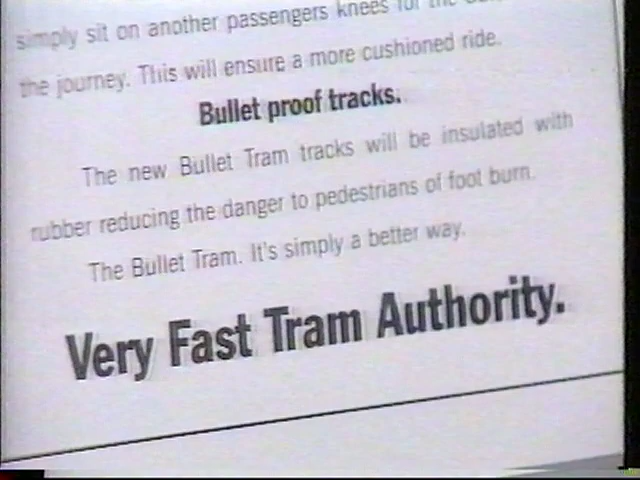 simply sit on another passengers knees for the
the journey. This will ensure a more cushioned ride.
Bullet proof tracks.
The new Bullet Tram tracks will be insulated with
rubber reducing the danger to pedestrians of foot burn.
The Bullet Tram. It's simply a better way.
Very Fast Tram Authority.